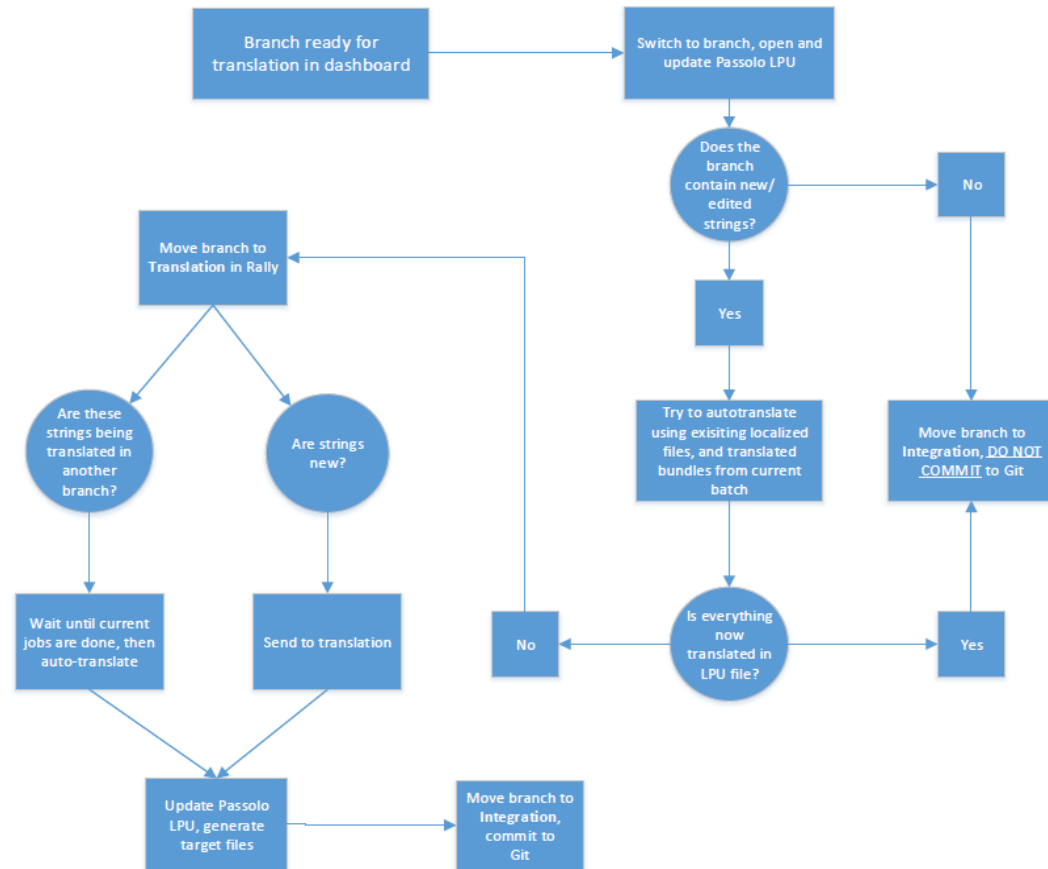 Branch ready for
translation in dashboard
Switch to branch, open and
update Passolo LPU
Does the
branch
contain new/
edited
strings?
No
Yes
Move branch to
Translation in Rally
Are these
strings being
translated in
another
branch?
Are strings
new?
Try to autotranslate
using exisiting localized
files, and translated
bundles from current
batch
Move branch to
Integration, DO NOT
COMMIT to Git
Wait until current
jobs are done, then
auto-translate
Send to translation
No
Is everything
now
translated in
LPU file?
Yes
Update Passolo
LPU, generate
target files
Move branch to
Integration,
commit to
Git